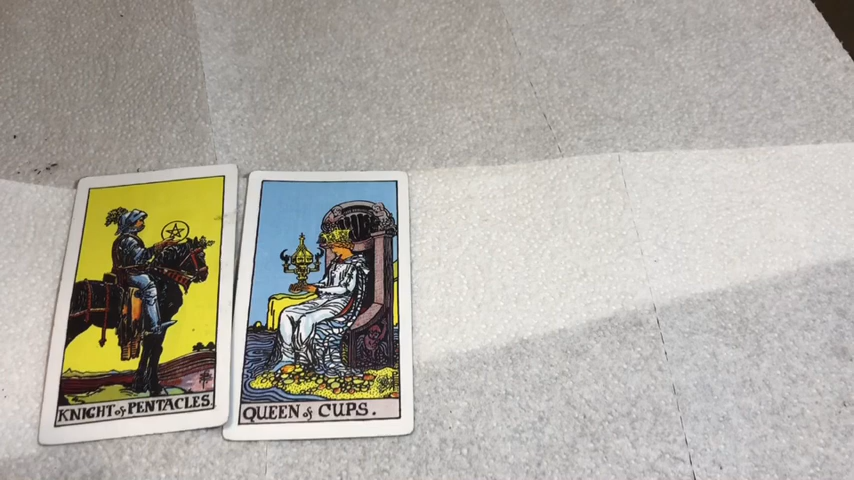 KNIGHT of PENTACLES.
QUEEN of CUPS.